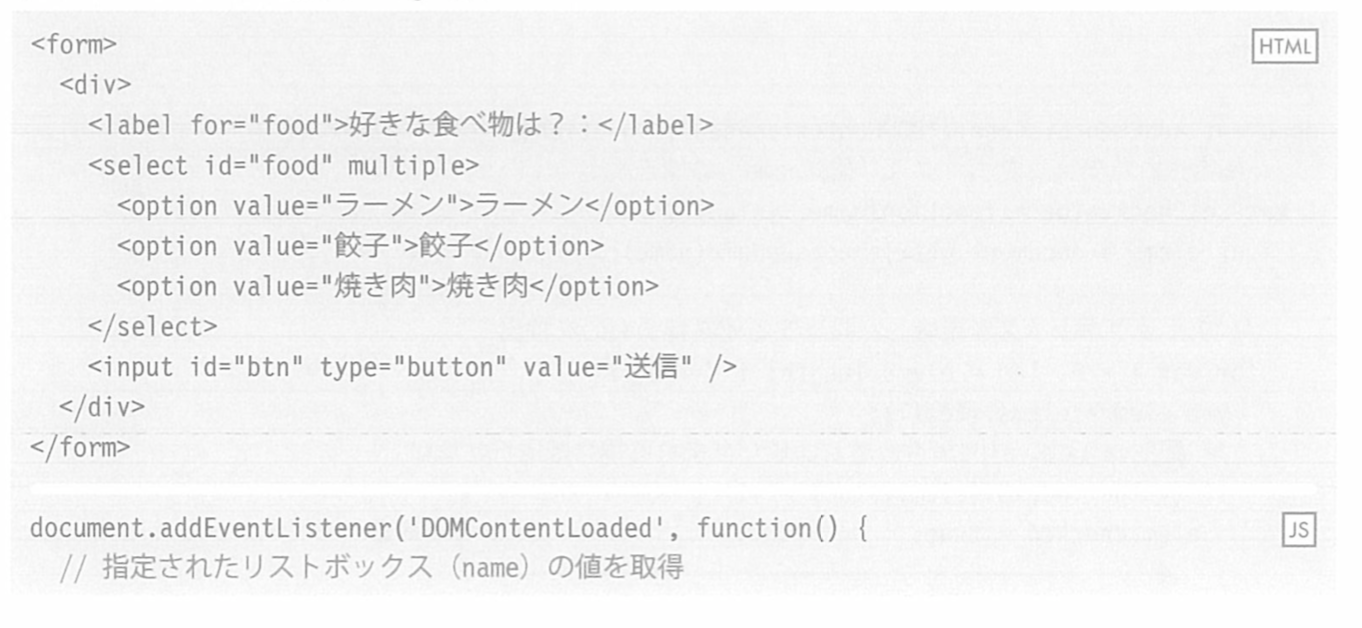 <form>
HTML
  <div>
    <label for="food">好きな食べ物は？：</label>
    <select id="food" multiple>
      <option value="ラーメン">ラーメン</option>
      <option value="餃子">餃子</option>
      <option value="焼き肉">焼き肉</option>
    </select>
    <input id="btn" type="button" value="送信" />
  </div>
</form>
document.addEventListener('DOMContentLoaded', function() {
JS
  // 指定されたリストボックス（name）の値を取得